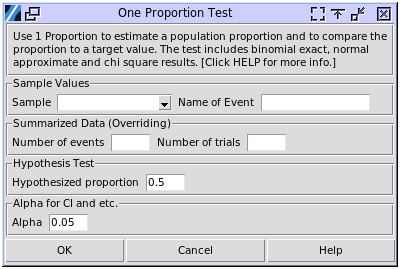 One Proportion Test
Use 1 Proportion to estimate a population proportion and to compare the
proportion to a target value. The test includes binomial exact, normal
approximate and chi square results. [Click HELP for more info.]
Sample Values
Sample Name of Event
Summarized Data (Overriding)
Number of events Number of trials
Hypothesis Test
Hypothesized proportion 0.5
Alpha for CI and etc.
Alpha 0.05
OK Cancel Help